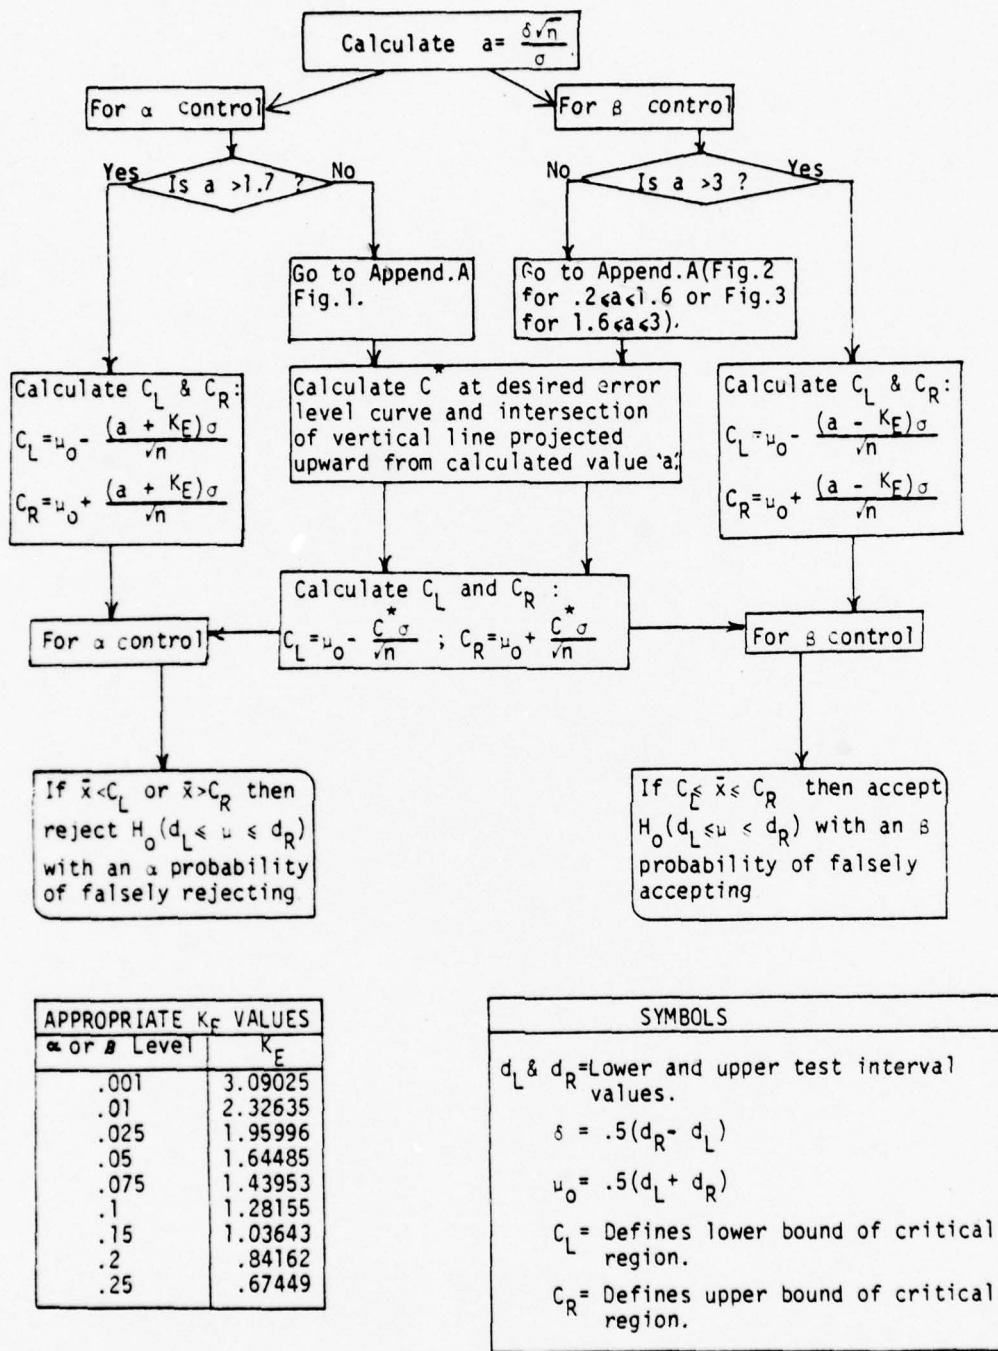 Calculate a= δ√n / σ
For α control
For β control
Yes
Is a >1.7 ?
No
No
Is a >3 ?
Yes
Go to Append.A
Fig.1.
Go to Append.A(Fig.2
for .2≤a≤1.6 or Fig.3
for 1.6≤a≤3).
Calculate C_L & C_R:
C_L=μ_o- (a + K_E)σ / √n
C_R=μ_o+ (a + K_E)σ / √n
Calculate C* at desired error
level curve and intersection
of vertical line projected
upward from calculated value 'a'.
Calculate C_L & C_R:
C_L=μ_o- (a - K_E)σ / √n
C_R=μ_o+ (a - K_E)σ / √n
Calculate C_L and C_R :
C_L=μ_o- C*σ / √n ; C_R=μ_o+ C*σ / √n
For α control
For β control
If x̄<C_L or x̄>C_R then
reject H_o(d_L ≤ μ ≤ d_R)
with an α probability
of falsely rejecting
If C_L≤ x̄ ≤ C_R then accept
H_o(d_L ≤μ ≤ d_R) with an β
probability of falsely
accepting
APPROPRIATE K_E VALUES
α or β Level K_E
.001 3.09025
.01 2.32635
.025 1.95996
.05 1.64485
.075 1.43953
.1 1.28155
.15 1.03643
.2 .84162
.25 .67449
SYMBOLS
d_L & d_R=Lower and upper test interval
values.
δ = .5(d_R- d_L)
μ_o= .5(d_L+ d_R)
C_L= Defines lower bound of critical
region.
C_R= Defines upper bound of critical
region.